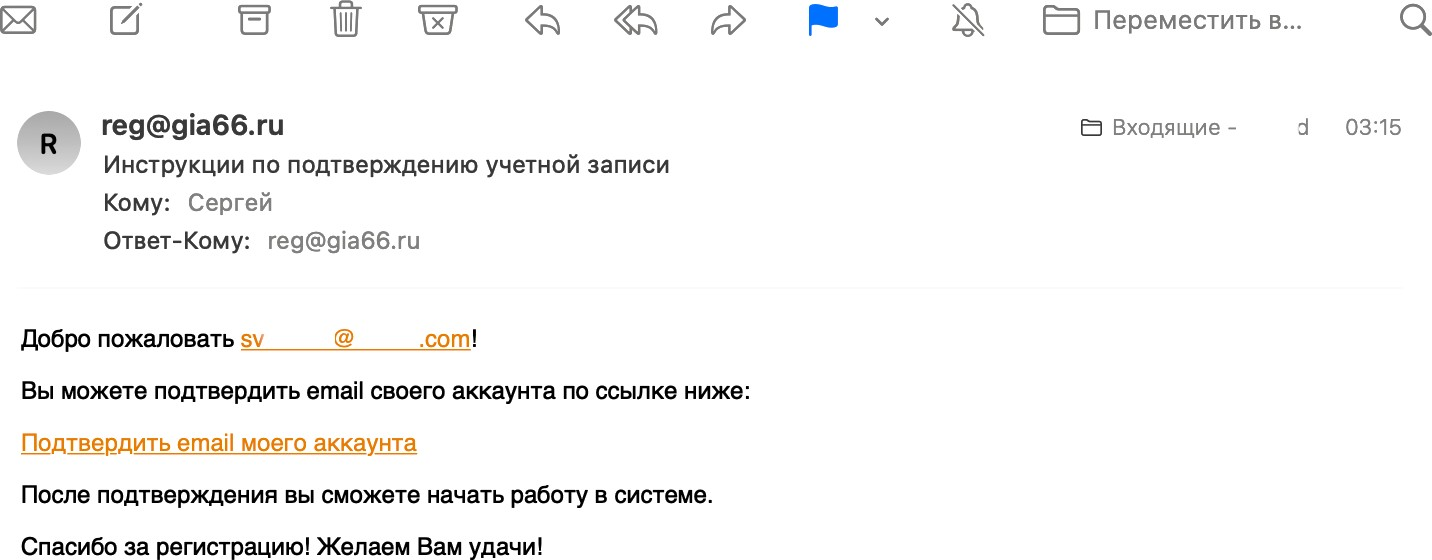 Переместить в...
R
reg@gia66.ru
Входящие - d 03:15
Инструкции по подтверждению учетной записи
Кому: Сергей
Ответ-Кому: reg@gia66.ru
Добро пожаловать sv @ .com!
Вы можете подтвердить email своего аккаунта по ссылке ниже:
Подтвердить email моего аккаунта
После подтверждения вы сможете начать работу в системе.
Спасибо за регистрацию! Желаем Вам удачи!